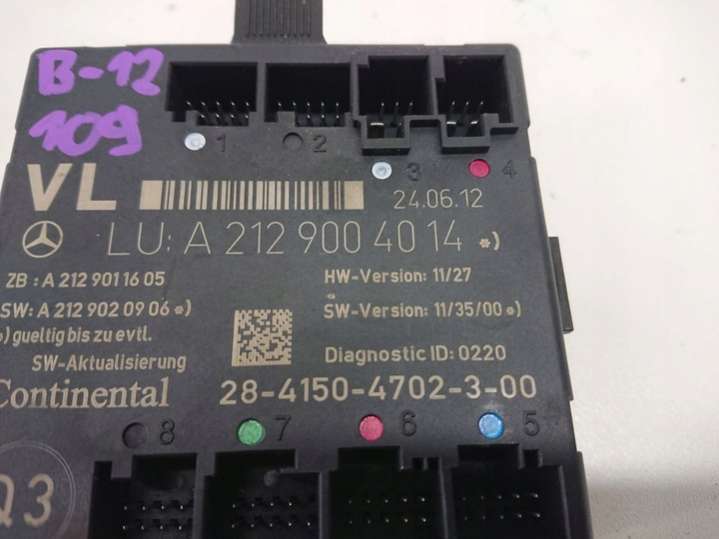 B-12
109
1 2 3 4
VL
24.06.12
LU: A 212 900 40 14 *)
ZB : A 212 901 16 05
HW-Version: 11/27
SW: A 212 902 09 06 *)
SW-Version: 11/35/00 *)
) gueltig bis zu evtl.
SW-Aktualisierung
Diagnostic ID: 0220
Continental
28-4150-4702-3-00
8 7 6 5
Q3